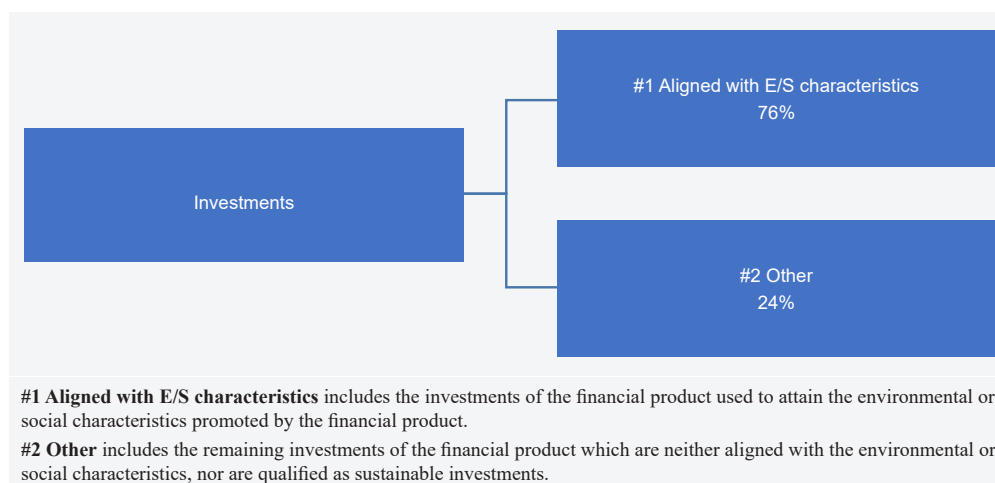 #1 Aligned with E/S characteristics
76%
Investments
#2 Other
24%
#1 Aligned with E/S characteristics includes the investments of the financial product used to attain the environmental or
social characteristics promoted by the financial product.
#2 Other includes the remaining investments of the financial product which are neither aligned with the environmental or
social characteristics, nor are qualified as sustainable investments.